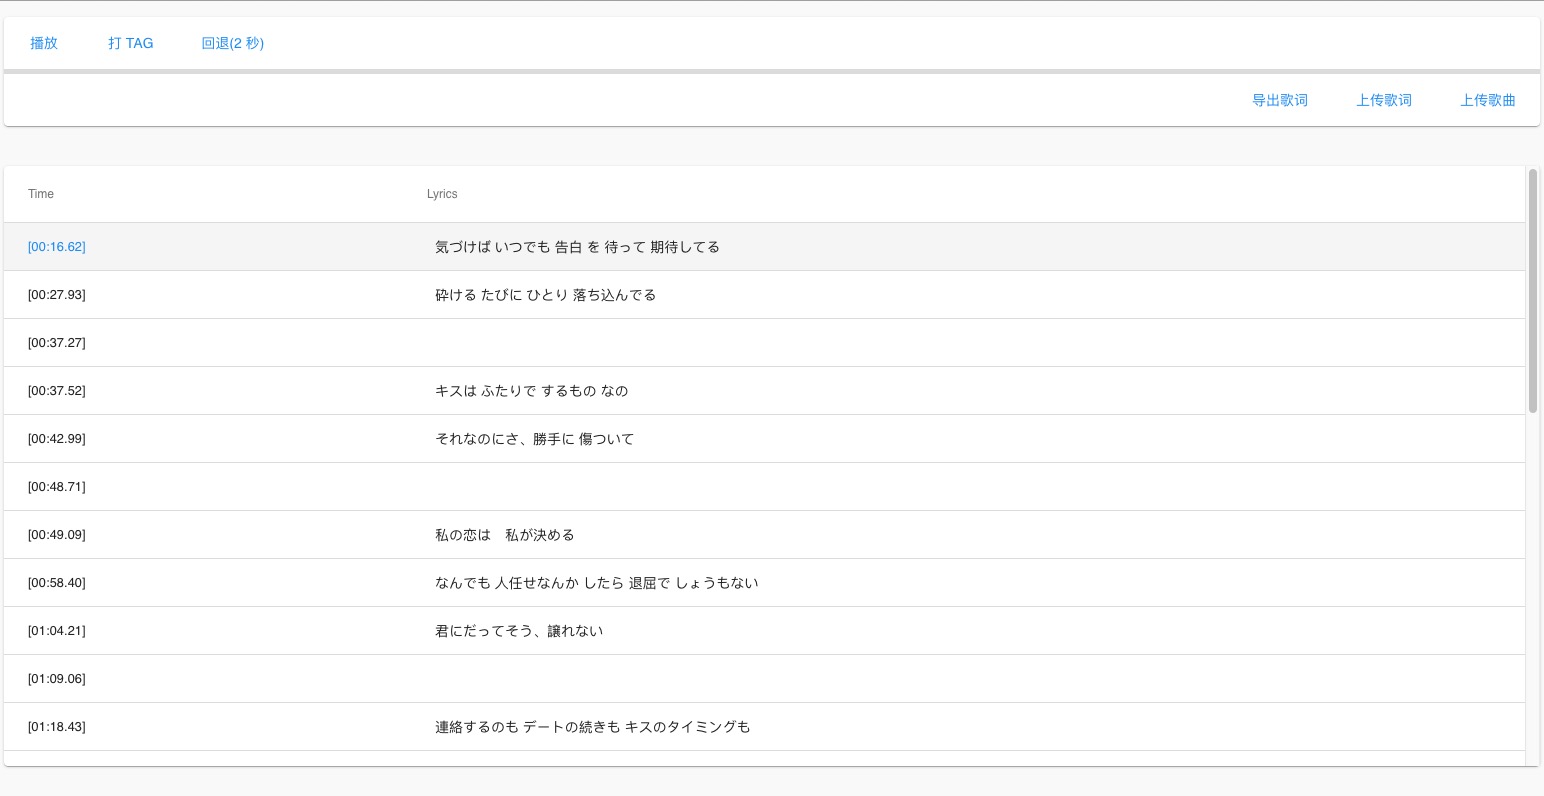 播放 打 TAG 回退(2 秒)
导出歌词 上传歌词 上传歌曲
Time Lyrics
[00:16.62] 気づけば いつでも 告白 を 待って 期待してる
[00:27.93] 砕ける たびに ひとり 落ち込んでる
[00:37.27]
[00:37.52] キスは ふたりで するもの なの
[00:42.99] それなのにさ、勝手に 傷ついて
[00:48.71]
[00:49.09] 私の恋は　私が決める
[00:58.40] なんでも 人任せなんか したら 退屈で しょうもない
[01:04.21] 君にだってそう、譲れない
[01:09.06]
[01:18.43] 連絡するのも デートの続きも キスのタイミングも